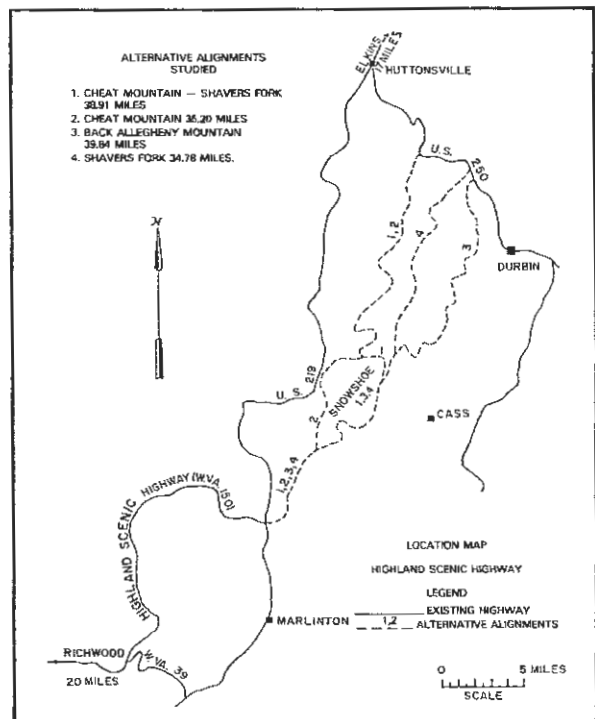 ALTERNATIVE ALIGNMENTS
STUDIED
1. CHEAT MOUNTAIN — SHAVERS FORK
38.91 MILES
2. CHEAT MOUNTAIN 35.20 MILES
3. BACK ALLEGHENY MOUNTAIN
39.84 MILES
4. SHAVERS FORK 34.78 MILES.
ELKINS
17 MILES
HUTTONSVILLE
U.S.
250
1,2
4
3
DURBIN
N
U.S. 219
SNOWSHOE
1,3,4
2
CASS
1,2,3,4
HIGHLAND SCENIC HIGHWAY (W.VA. 150)
LOCATION MAP
HIGHLAND SCENIC HIGHWAY
LEGEND
EXISTING HIGHWAY
1,2
ALTERNATIVE ALIGNMENTS
MARLINTON
RICHWOOD
20 MILES
W.VA. 39
0 5 MILES
SCALE